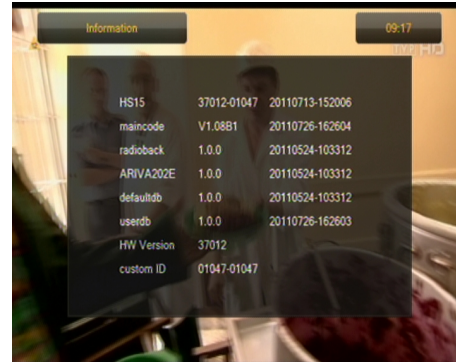 Information 09:17
TVP HD
HS15 37012-01047 20110713-152006
maincode V1.08B1 20110726-162604
radioback 1.0.0 20110524-103312
ARIVA202E 1.0.0 20110524-103312
defaultdb 1.0.0 20110524-103312
userdb 1.0.0 20110726-162603
HW Version 37012
custom ID 01047-01047